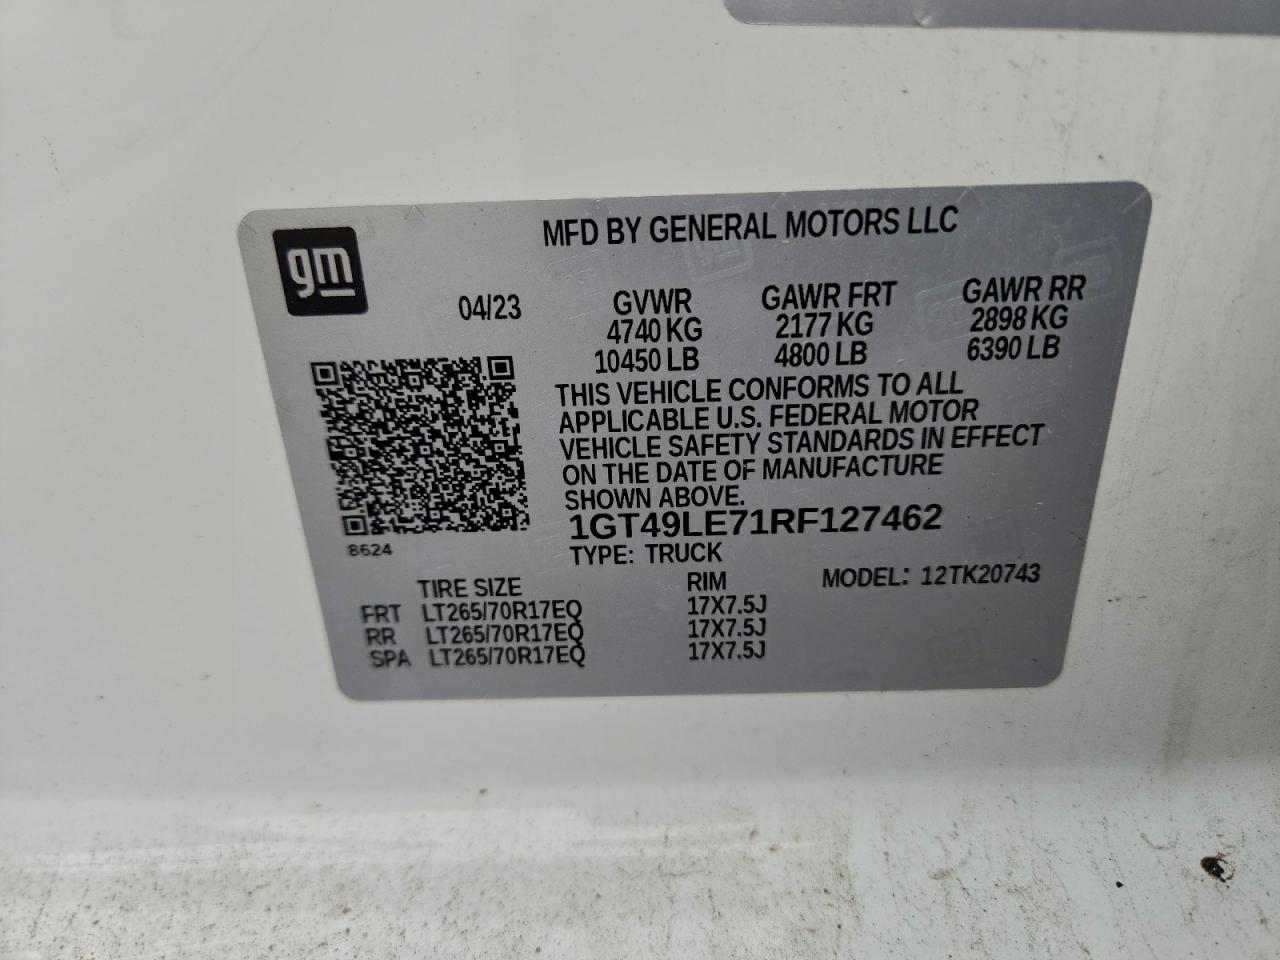 gm
MFD BY GENERAL MOTORS LLC
04/23 GVWR GAWR FRT GAWR RR
4740 KG 2177 KG 2898 KG
10450 LB 4800 LB 6390 LB
THIS VEHICLE CONFORMS TO ALL
APPLICABLE U.S. FEDERAL MOTOR
VEHICLE SAFETY STANDARDS IN EFFECT
ON THE DATE OF MANUFACTURE
SHOWN ABOVE.
1GT49LE71RF127462
8624
TYPE: TRUCK
TIRE SIZE RIM MODEL: 12TK20743
FRT LT265/70R17EQ 17X7.5J
RR LT265/70R17EQ 17X7.5J
SPA LT265/70R17EQ 17X7.5J